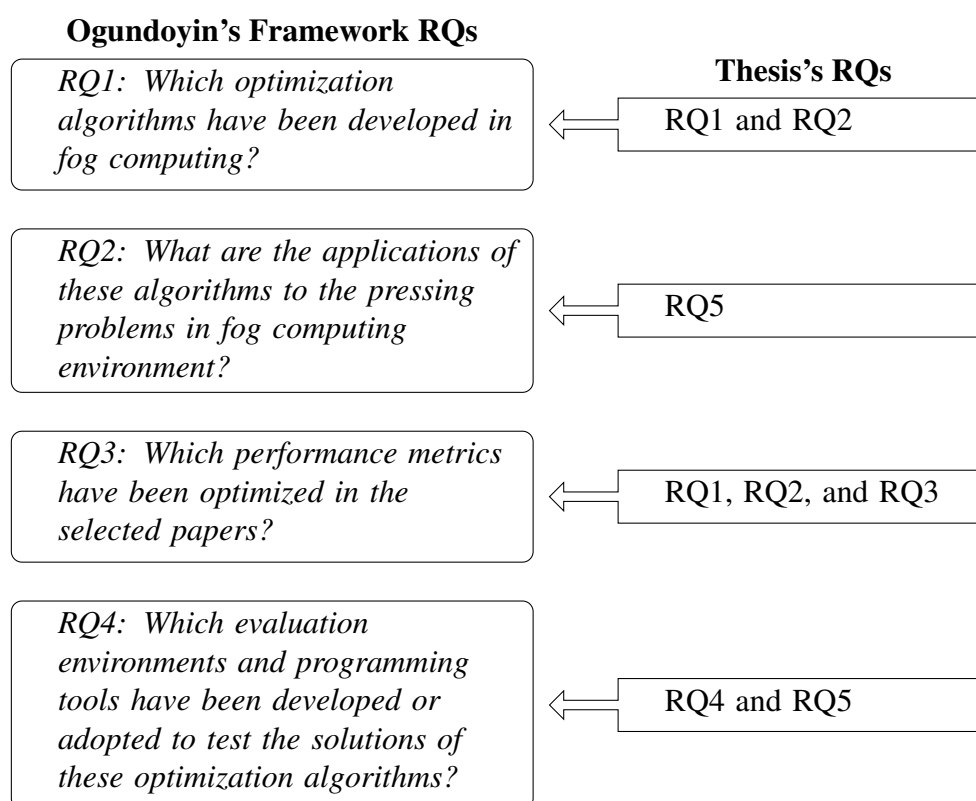 Ogundoyin's Framework RQs
RQ1: Which optimization
algorithms have been developed in
fog computing?
RQ2: What are the applications of
these algorithms to the pressing
problems in fog computing
environment?
RQ3: Which performance metrics
have been optimized in the
selected papers?
RQ4: Which evaluation
environments and programming
tools have been developed or
adopted to test the solutions of
these optimization algorithms?
Thesis's RQs
RQ1 and RQ2
RQ5
RQ1, RQ2, and RQ3
RQ4 and RQ5